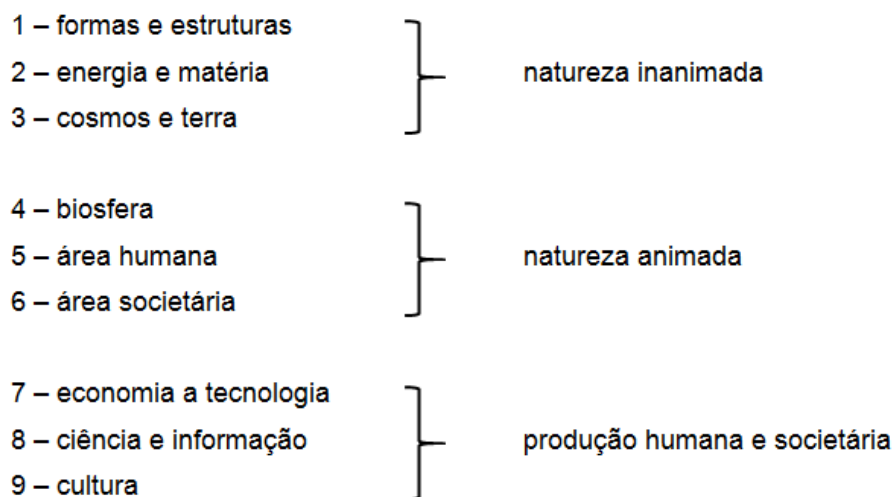 1 – formas e estruturas
2 – energia e matéria
natureza inanimada
3 – cosmos e terra
4 – biosfera
5 – área humana
natureza animada
6 – área societária
7 – economia a tecnologia
8 – ciência e informação
produção humana e societária
9 – cultura